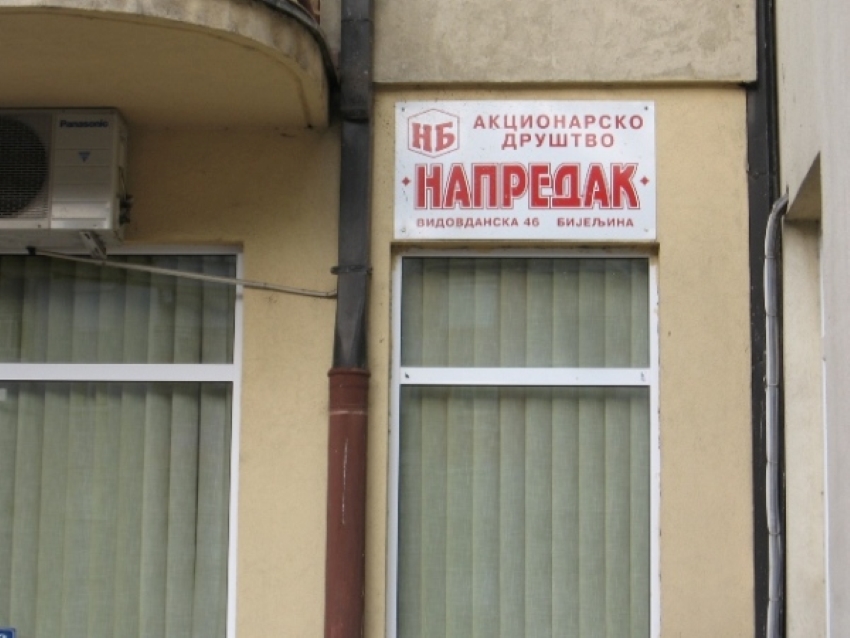 Panasonic
НБ
АКЦИОНАРСКО
ДРУШТВО
НАПРЕДАК
ВИДОВДАНСКА 46 БИЈЕЉИНА